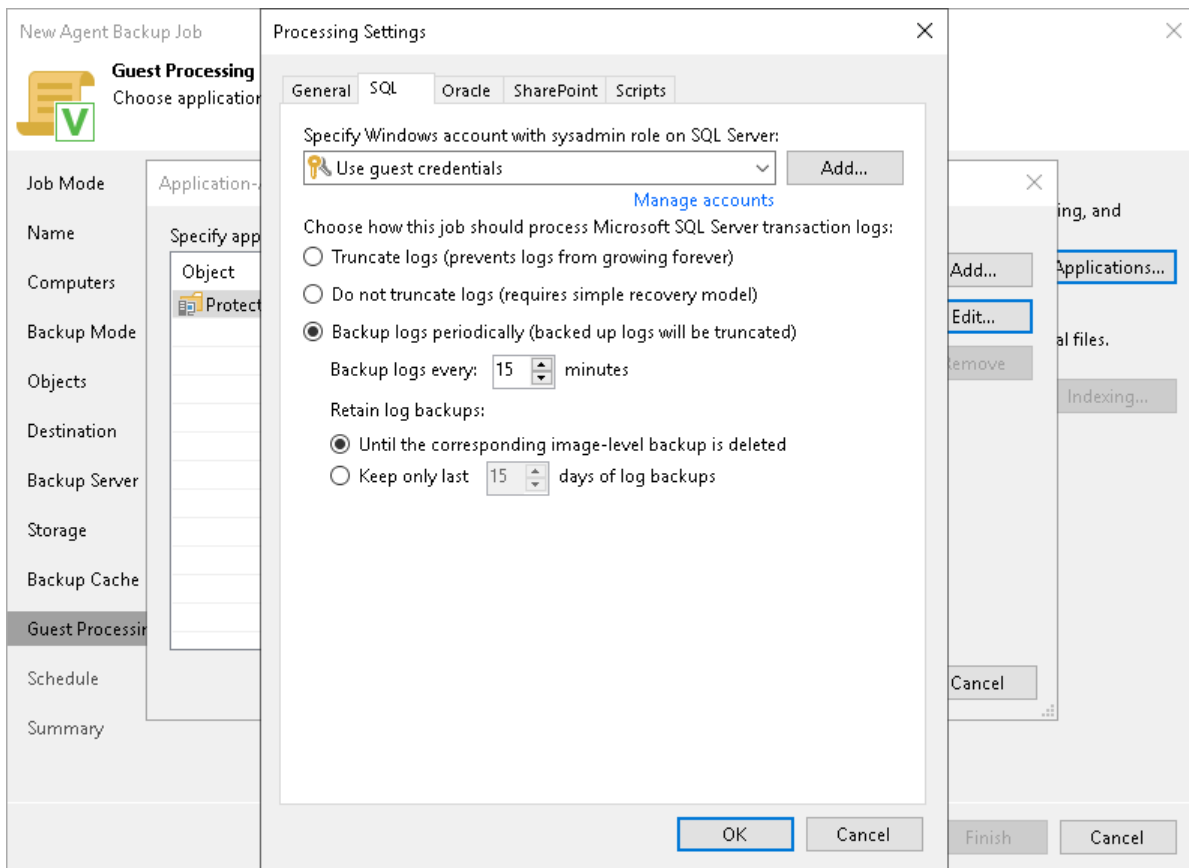 New Agent Backup Job
Guest Processing
Choose application
Job Mode
Name
Computers
Backup Mode
Objects
Destination
Backup Server
Storage
Backup Cache
Guest Processin
Schedule
Summary
Application-
Specify app
Object
Protect
Processing Settings
General SQL Oracle SharePoint Scripts
Specify Windows account with sysadmin role on SQL Server:
Use guest credentials Add...
Manage accounts
Choose how this job should process Microsoft SQL Server transaction logs:
Truncate logs (prevents logs from growing forever)
Do not truncate logs (requires simple recovery model)
Backup logs periodically (backed up logs will be truncated)
Backup logs every: 15 minutes
Retain log backups:
Until the corresponding image-level backup is deleted
Keep only last 15 days of log backups
OK Cancel
Add...
Edit...
Remove
Cancel
ing, and
Applications...
al files.
Indexing...
Finish Cancel